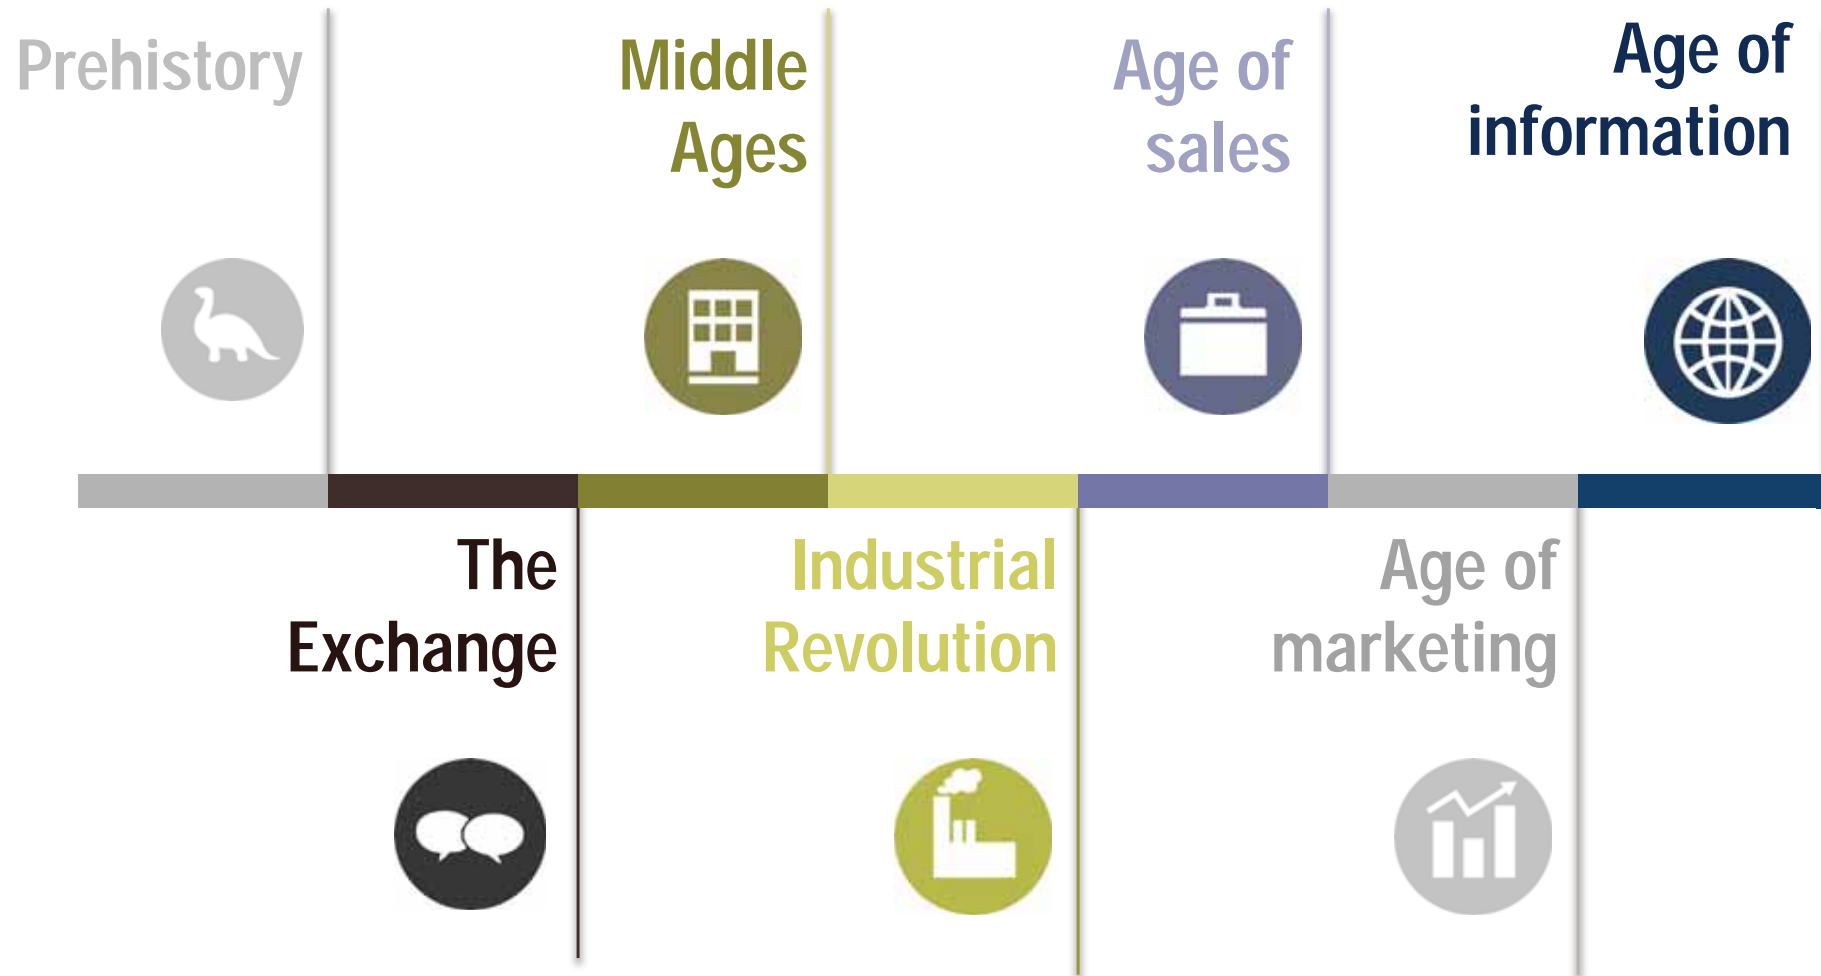 Prehistory
Middle
Ages
Age of
sales
Age of
information
The
Exchange
Industrial
Revolution
Age of
marketing